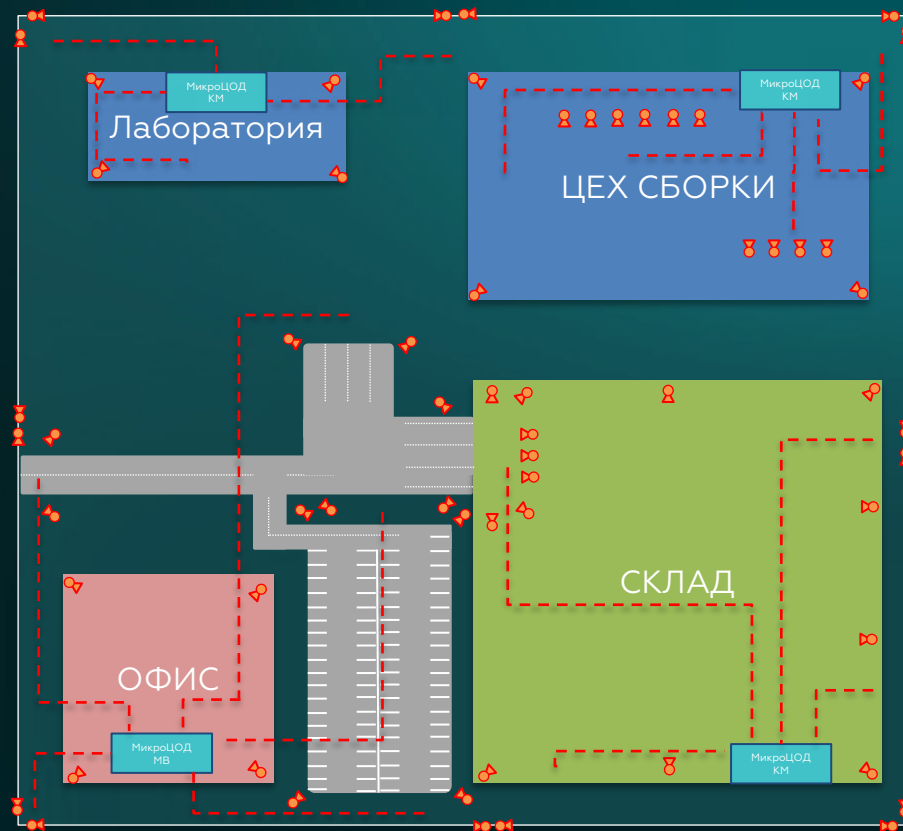 МикроЦОД
КМ
Лаборатория
МикроЦОД
КМ
ЦЕХ СБОРКИ
СКЛАД
ОФИС
МикроЦОД
МВ
МикроЦОД
КМ